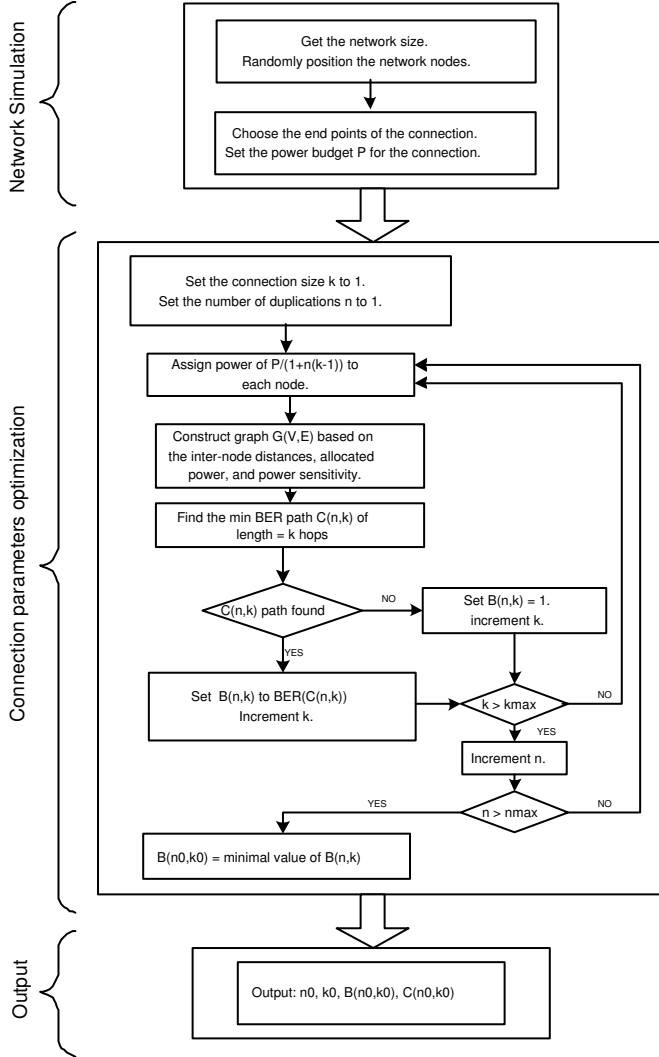 Network Simulation
Get the network size.
Randomly position the network nodes.
Choose the end points of the connection.
Set the power budget P for the connection.
Connection parameters optimization
Set the connection size k to 1.
Set the number of duplications n to 1.
Assign power of P/(1+n(k-1)) to
each node.
Construct graph G(V,E) based on
the inter-node distances, allocated
power, and power sensitivity.
Find the min BER path C(n,k) of
length = k hops
C(n,k) path found
NO
Set B(n,k) = 1.
increment k.
YES
Set B(n,k) to BER(C(n,k))
Increment k.
k > kmax
NO
YES
Increment n.
n > nmax
NO
YES
B(n0,k0) = minimal value of B(n,k)
Output
Output: n0, k0, B(n0,k0), C(n0,k0)